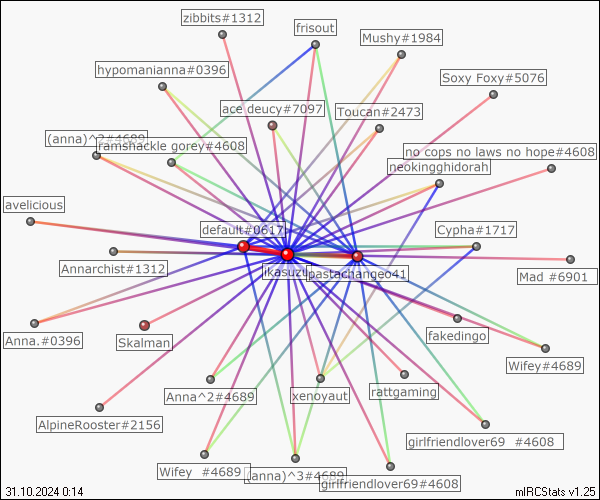 zibbits#1312
frisout
Mushy#1984
hypomanianna#0396
Soxy Foxy#5076
ace deucy#7097
Toucan#2473
(anna)^2#4689
ramshackle gorey#4608
no cops no laws no hope#4608
neokingghidorah
avelicious
default#0617
Cypha#1717
Annarchist#1312
ikasuzu
pastachangeo41
Mad #6901
Anna.#0396
Skalman
fakedingo
Wifey#4689
Anna^2#4689
xenoyaut
rattgaming
AlpineRooster#2156
girlfriendlover69 #4608
Wifey #4689
(anna)^3#4689
girlfriendlover69#4608
31.10.2024 0:14
mIRCStats v1.25